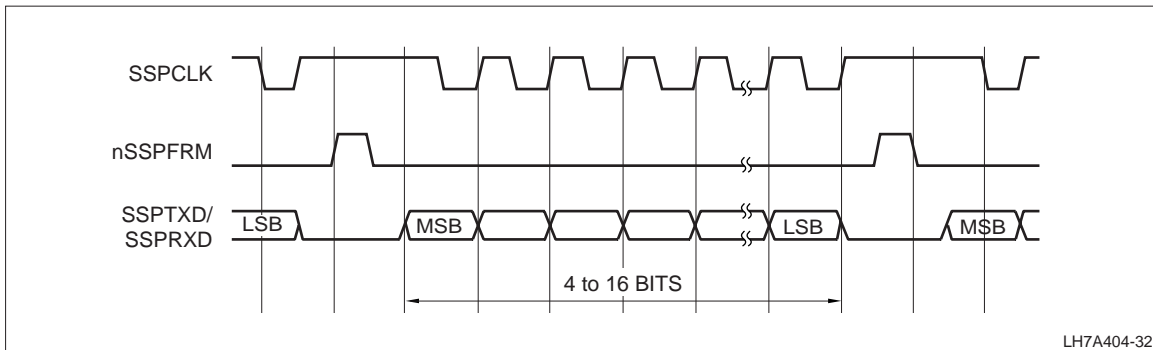 SSPCLK
nSSPFRM
SSPTXD/
SSPRXD
LSB
MSB
LSB
MSB
4 to 16 BITS
LH7A404-32